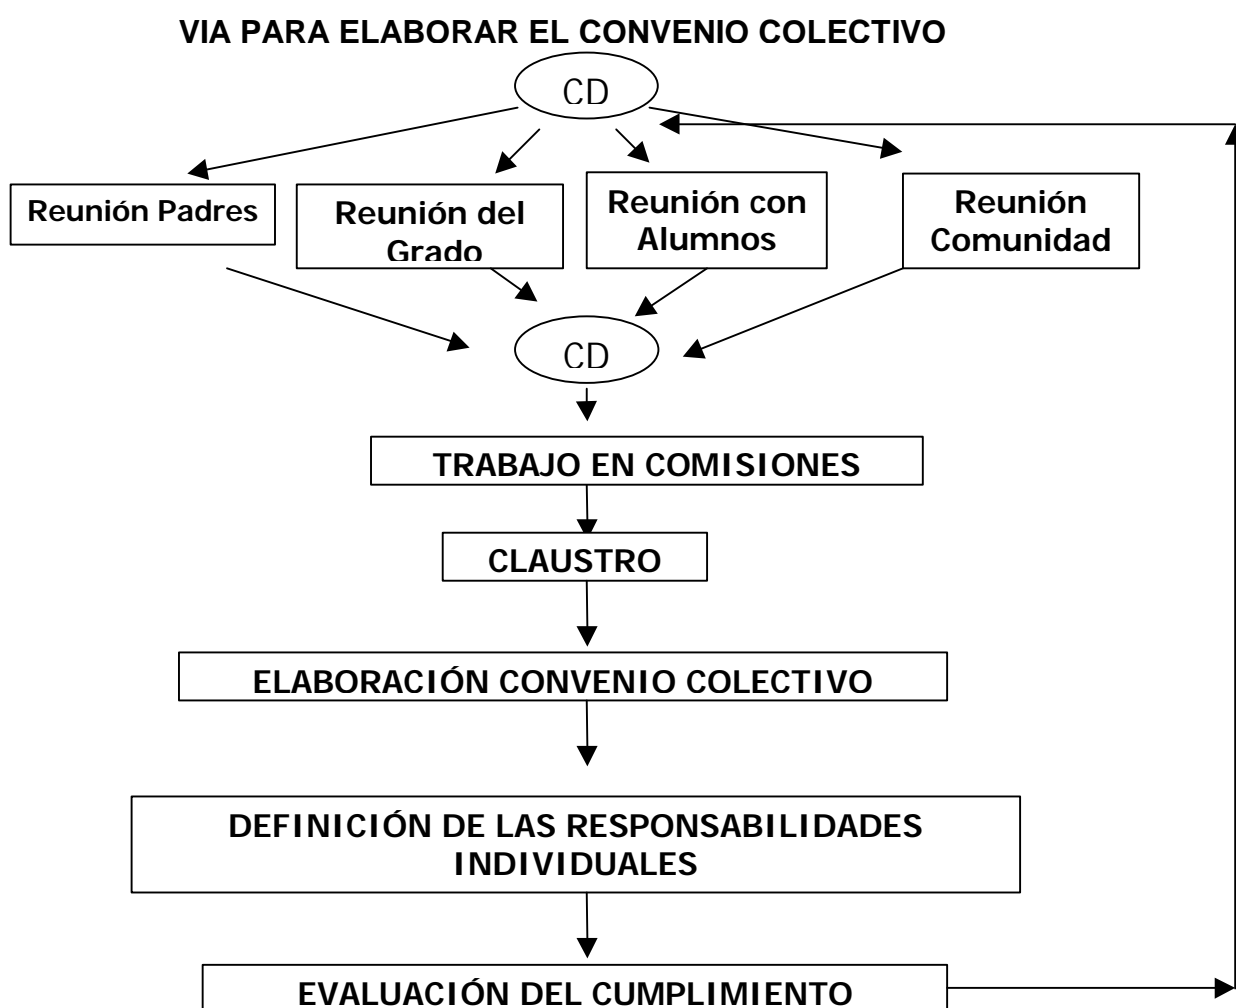 VIA PARA ELABORAR EL CONVENIO COLECTIVO
CD
Reunión Padres
Reunión del
Grado
Reunión con
Alumnos
Reunión
Comunidad
CD
TRABAJO EN COMISIONES
CLAUSTRO
ELABORACIÓN CONVENIO COLECTIVO
DEFINICIÓN DE LAS RESPONSABILIDADES
INDIVIDUALES
EVALUACIÓN DEL CUMPLIMIENTO